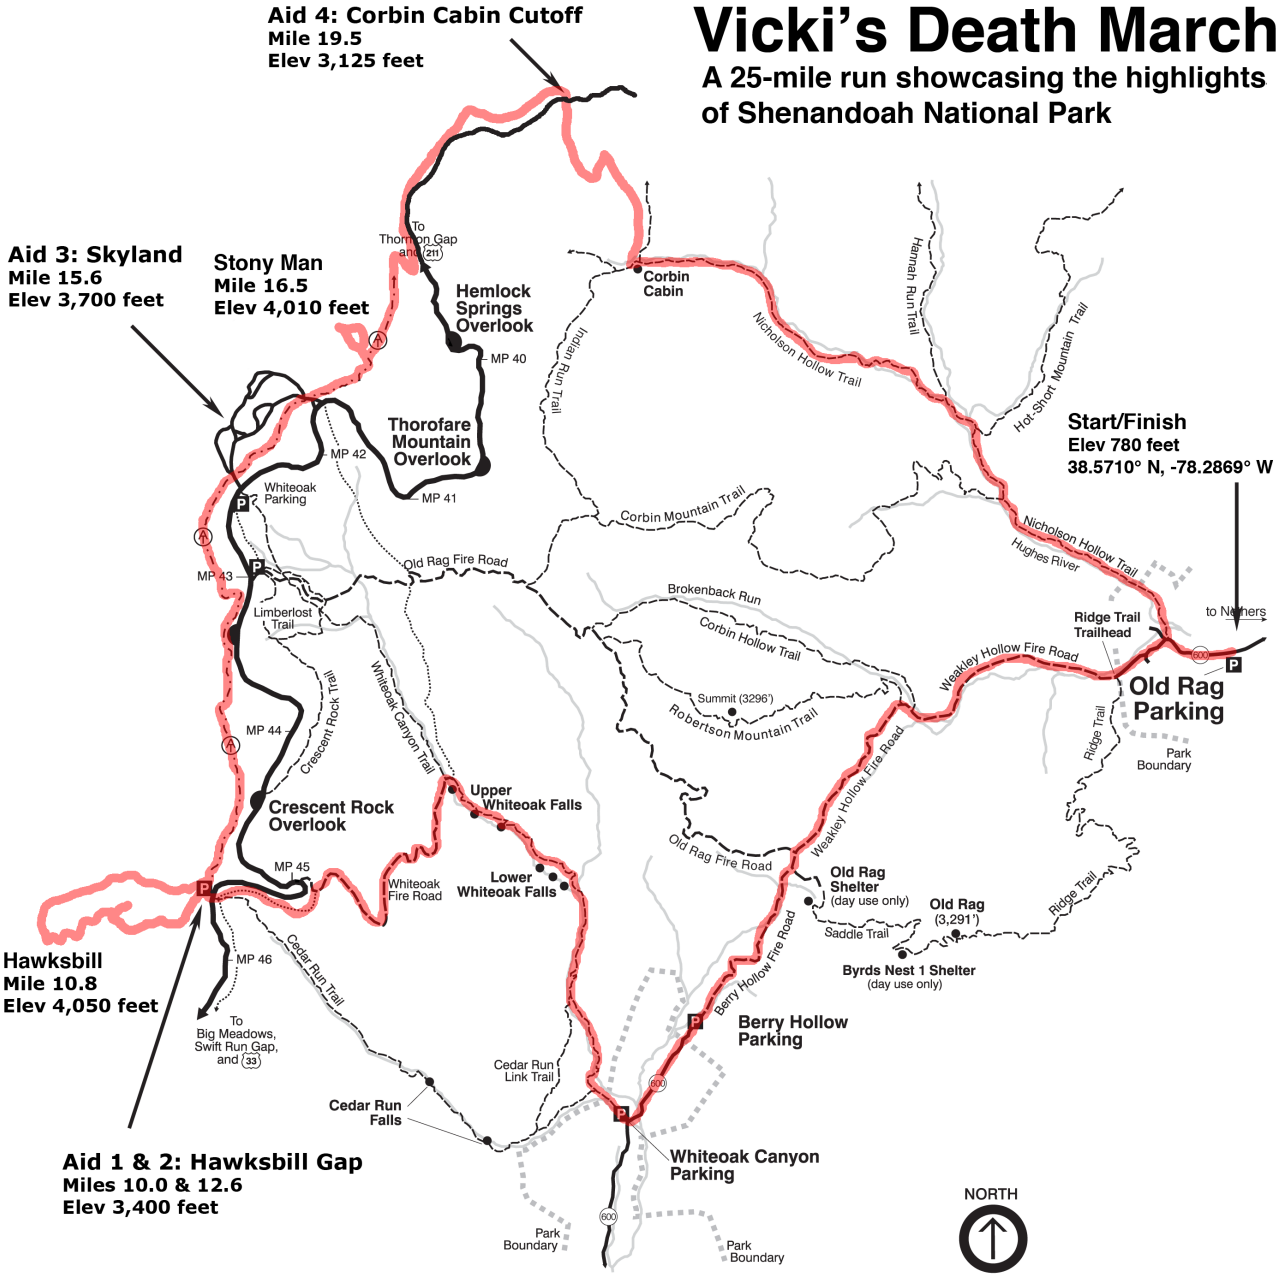 Vicki's Death March
A 25-mile run showcasing the highlights
of Shenandoah National Park
Aid 4: Corbin Cabin Cutoff
Mile 19.5
Elev 3,125 feet
Aid 3: Skyland
Mile 15.6
Elev 3,700 feet
Stony Man
Mile 16.5
Elev 4,010 feet
To
Thornton Gap
and 211
Hemlock
Springs
Overlook
MP 40
Corbin
Cabin
Nicholson Hollow Trail
Indian Run Trail
Hannah Run Trail
Hot-Short Mountain Trail
A
Thorofare
Mountain
Overlook
MP 42
MP 41
Start/Finish
Elev 780 feet
38.5710° N, -78.2869° W
Whiteoak
Parking
P
A
MP 43
P
Corbin Mountain Trail
Nicholson Hollow Trail
Hughes River
Old Rag Fire Road
Limberlost
Trail
Brokenback Run
Corbin Hollow Trail
Ridge Trail
Trailhead
to Nethers
600
P
Weakley Hollow Fire Road
Old Rag
Parking
Summit (3296')
Robertson Mountain Trail
Ridge Trail
Park
Boundary
Whiteoak Canyon Trail
Crescent Rock Trail
MP 44
A
Crescent Rock
Overlook
Upper
Whiteoak Falls
Weakley Hollow Fire Road
Old Rag Fire Road
MP 45
Whiteoak
Fire Road
Lower
Whiteoak Falls
Old Rag
Shelter
(day use only)
Old Rag
(3,291')
Ridge Trail
Saddle Trail
Byrds Nest 1 Shelter
(day use only)
P
Hawksbill
Mile 10.8
Elev 4,050 feet
MP 46
Cedar Run Trail
Berry Hollow Fire Road
To
Big Meadows,
Swift Run Gap,
and 33
P
Berry Hollow
Parking
Cedar Run
Link Trail
600
Cedar Run
Falls
P
Whiteoak Canyon
Parking
Aid 1 & 2: Hawksbill Gap
Miles 10.0 & 12.6
Elev 3,400 feet
600
Park
Boundary
Park
Boundary
NORTH